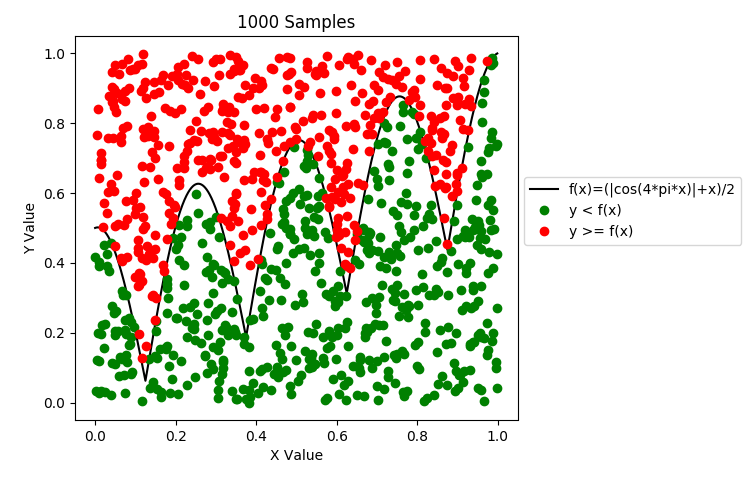 1000 Samples
1.0
0.8
0.6
0.4
0.2
0.0
Y Value
0.0 0.2 0.4 0.6 0.8 1.0
X Value
f(x)=(|cos(4*pi*x)|+x)/2
y < f(x)
y >= f(x)